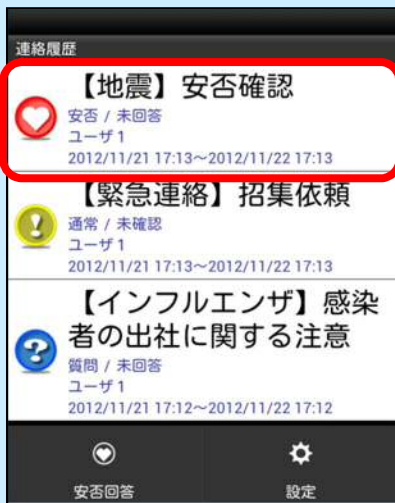 連絡履歴
【地震】安否確認
安否 / 未回答
ユーザ1
2012/11/21 17:13～2012/11/22 17:13
【緊急連絡】招集依頼
通常 / 未確認
ユーザ1
2012/11/21 17:13～2012/11/22 17:13
【インフルエンザ】感染
者の出社に関する注意
質問 / 未回答
ユーザ1
2012/11/21 17:12～2012/11/22 17:12
安否回答
設定